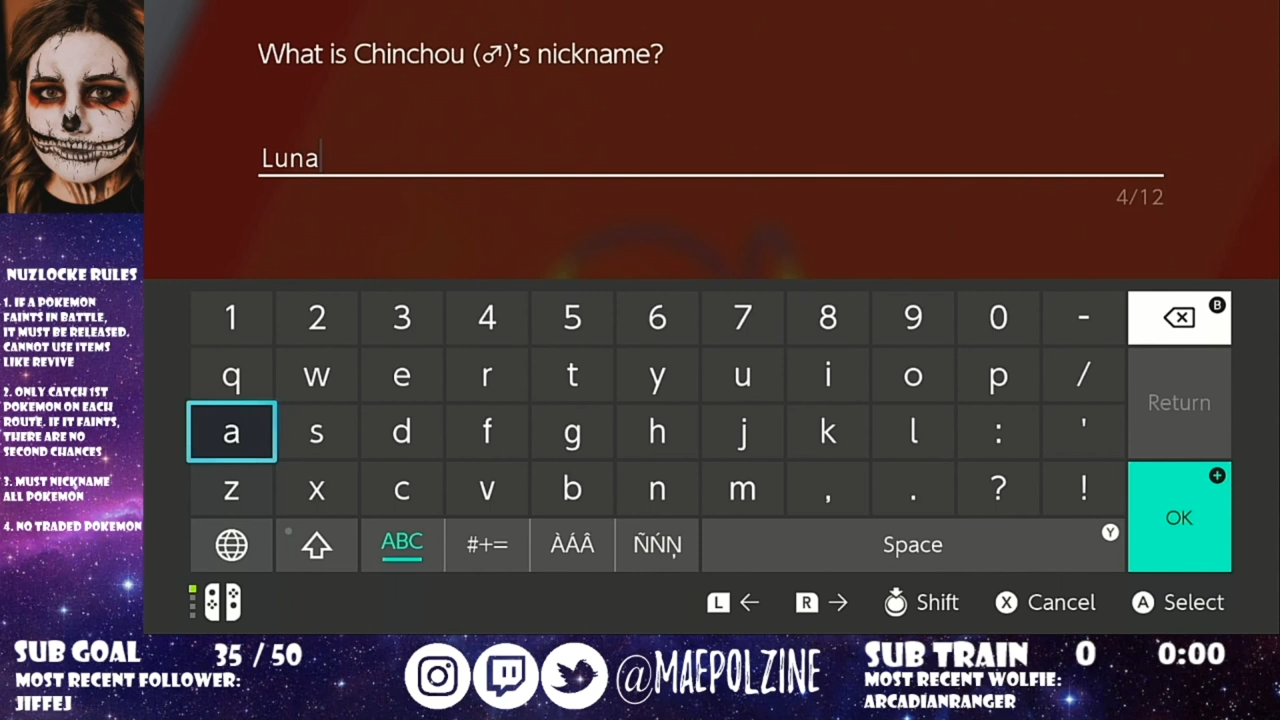 What is Chinchou (♂)'s nickname?
Luna
4/12
NUZLOCKE RULES
1. IF A POKEMON
FAINTS IN BATTLE,
IT MUST BE RELEASED.
CANNOT USE ITEMS
LIKE REVIVE
2. ONLY CATCH 1ST
POKEMON ON EACH
ROUTE. IF IT FAINTS,
THERE ARE NO
SECOND CHANCES
3. MUST NICKNAME
ALL POKEMON
4. NO TRADED POKEMON
1 2 3 4 5 6 7 8 9 0 - B
q w e r t y u i o p / Return
a s d f g h j k l : '
z x c v b n m , . ? ! + OK
ABC #+= ÀÁÂ ÑŃŅ Space Y
L ← R → Shift X Cancel A Select
SUB GOAL 35 / 50
MOST RECENT FOLLOWER:
JIFFEJ
@MAEPOLZINE
SUB TRAIN 0 0:00
MOST RECENT WOLFIE:
ARCADIANRANGER